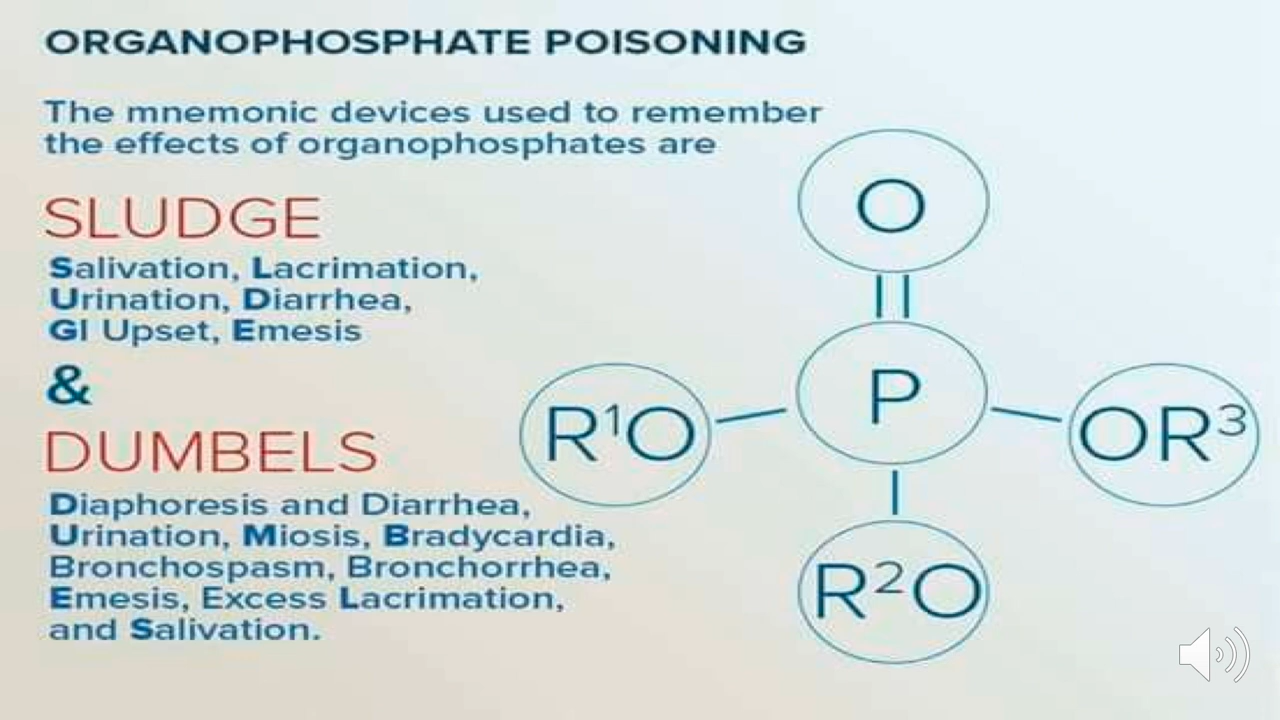 ORGANOPHOSPHATE POISONING
The mnemonic devices used to remember
the effects of organophosphates are
SLUDGE
Salivation, Lacrimation,
Urination, Diarrhea,
GI Upset, Emesis
&
DUMBELS
Diaphoresis and Diarrhea,
Urination, Miosis, Bradycardia,
Bronchospasm, Bronchorrhea,
Emesis, Excess Lacrimation,
and Salivation.
O
P
R¹O
OR³
R²O